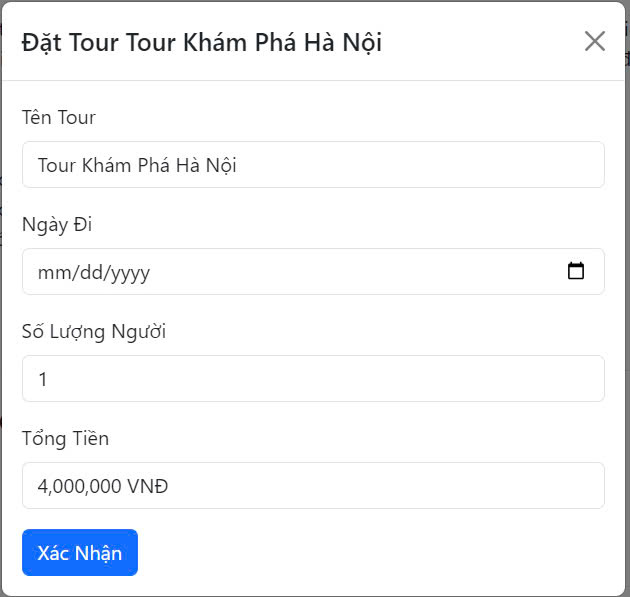 Đặt Tour Tour Khám Phá Hà Nội
Tên Tour
Tour Khám Phá Hà Nội
Ngày Đi
mm/dd/yyyy
Số Lượng Người
1
Tổng Tiền
4,000,000 VNĐ
Xác Nhận